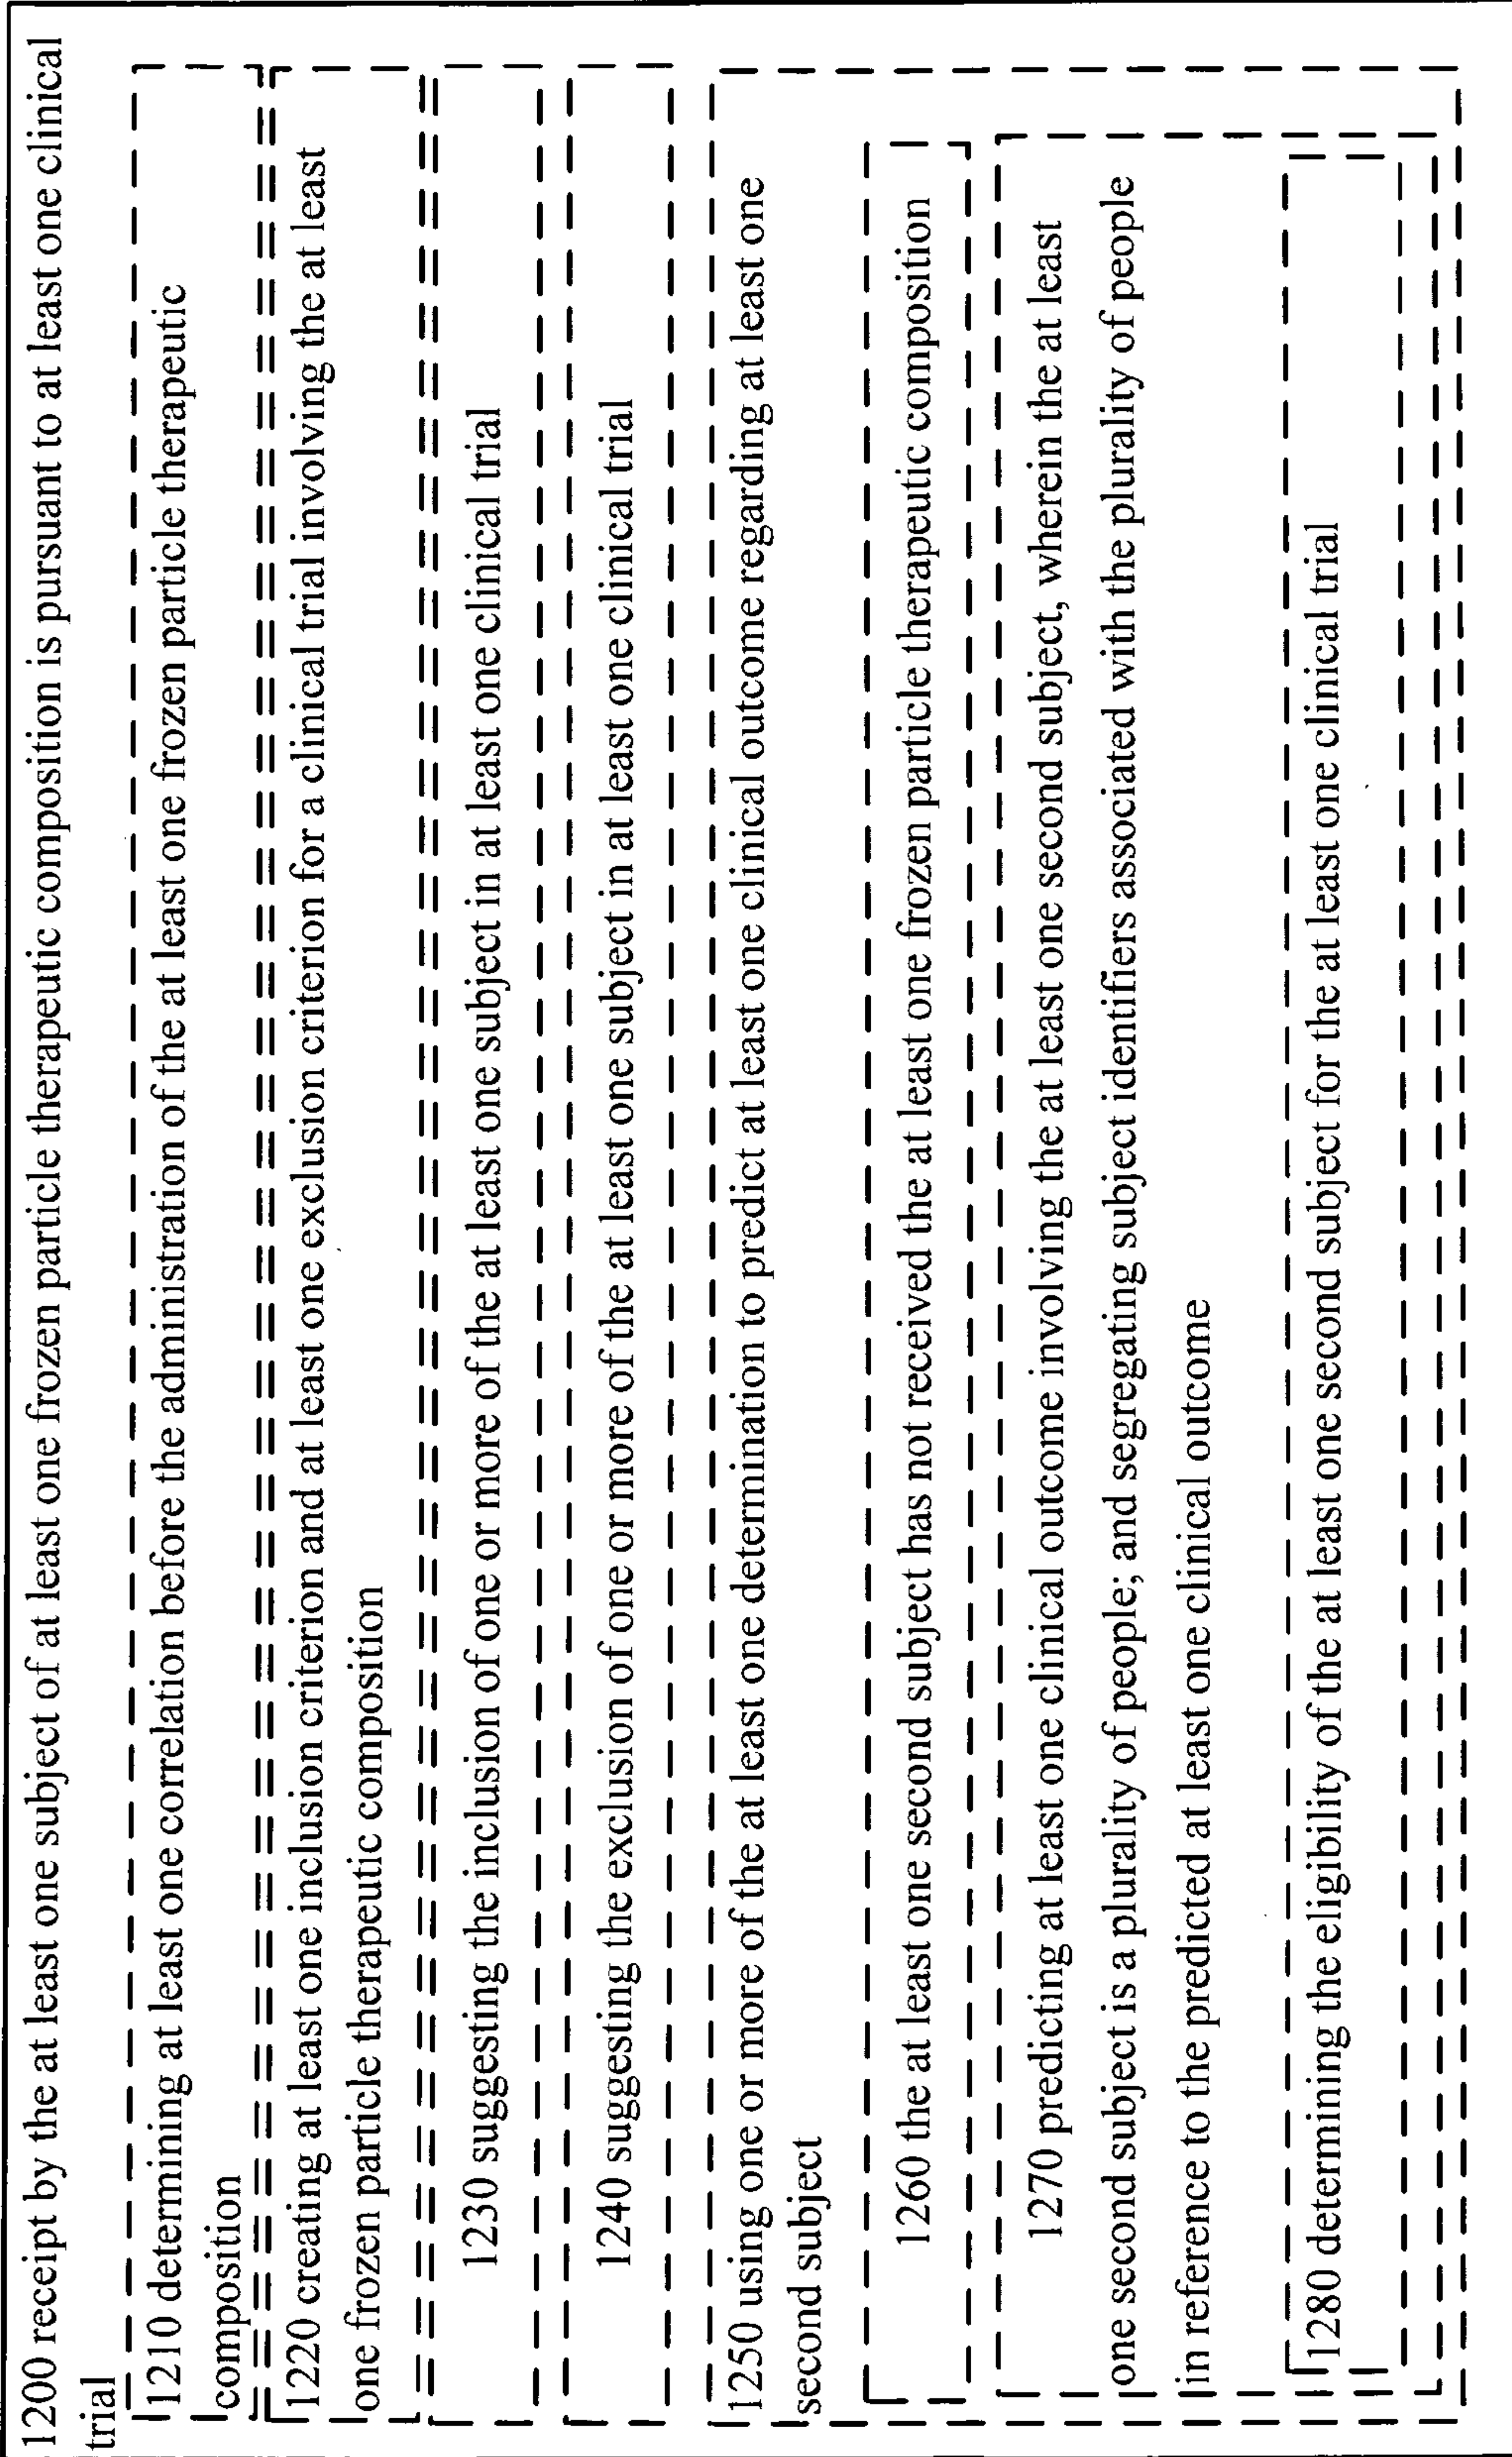 1200 receipt by the at least one subject of at least one frozen particle therapeutic composition is pursuant to at least one clinical
trial
1210 determining at least one correlation before the administration of the at least one frozen particle therapeutic
composition
1220 creating at least one inclusion criterion and at least one exclusion criterion for a clinical trial involving the at least
one frozen particle therapeutic composition
1230 suggesting the inclusion of one or more of the at least one subject in at least one clinical trial
1240 suggesting the exclusion of one or more of the at least one subject in at least one clinical trial
1250 using one or more of the at least one determination to predict at least one clinical outcome regarding at least one
second subject
1260 the at least one second subject has not received the at least one frozen particle therapeutic composition
1270 predicting at least one clinical outcome involving the at least one second subject, wherein the at least
one second subject is a plurality of people; and segregating subject identifiers associated with the plurality of people
in reference to the predicted at least one clinical outcome
1280 determining the eligibility of the at least one second subject for the at least one clinical trial